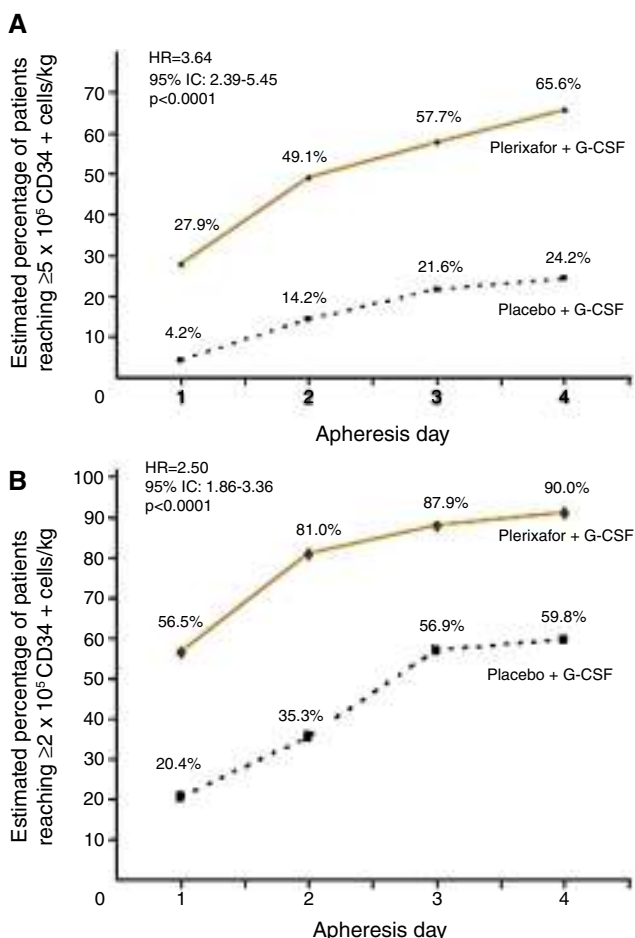 A
Estimated percentage of patients
reaching ≥5 x 10⁵ CD34 + cells/kg
HR=3.64
95% IC: 2.39-5.45
p<0.0001
70
60
50
40
30
20
10
0
27.9%
49.1%
57.7%
65.6%
Plerixafor + G-CSF
4.2%
14.2%
21.6%
24.2%
Placebo + G-CSF
1 2 3 4
Apheresis day
B
Estimated percentage of patients
reaching ≥2 x 10⁵ CD34 + cells/kg
HR=2.50
95% IC: 1.86-3.36
p<0.0001
100
90
80
70
60
50
40
30
20
10
0
56.5%
81.0%
87.9%
90.0%
Plerixafor + G-CSF
20.4%
35.3%
56.9%
59.8%
Placebo + G-CSF
1 2 3 4
Apheresis day